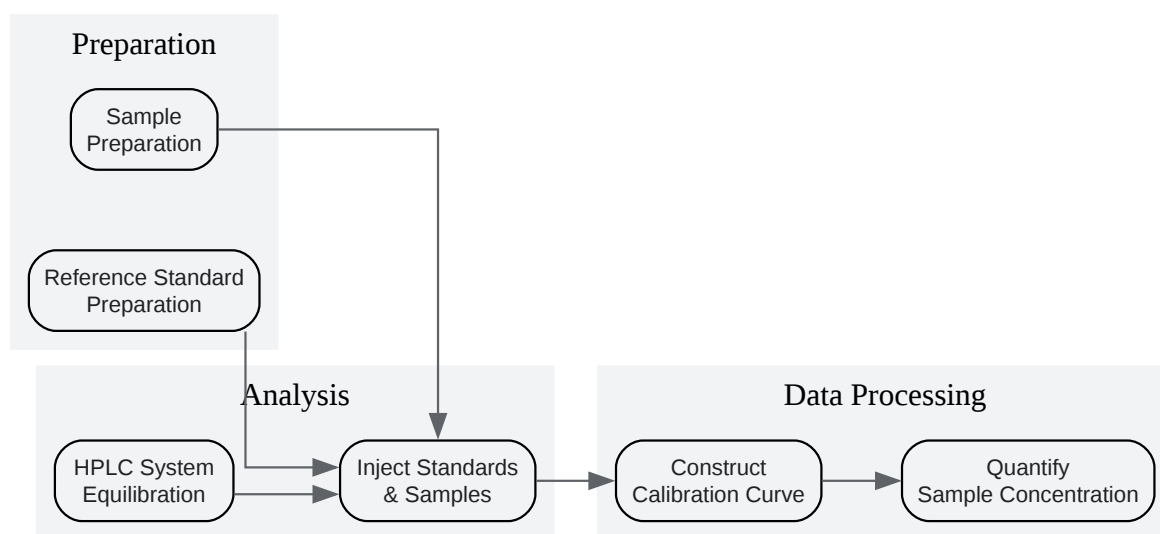 Preparation
Sample
Preparation
Reference Standard
Preparation
Analysis
HPLC System
Equilibration
Inject Standards
& Samples
Data Processing
Construct
Calibration Curve
Quantify
Sample Concentration